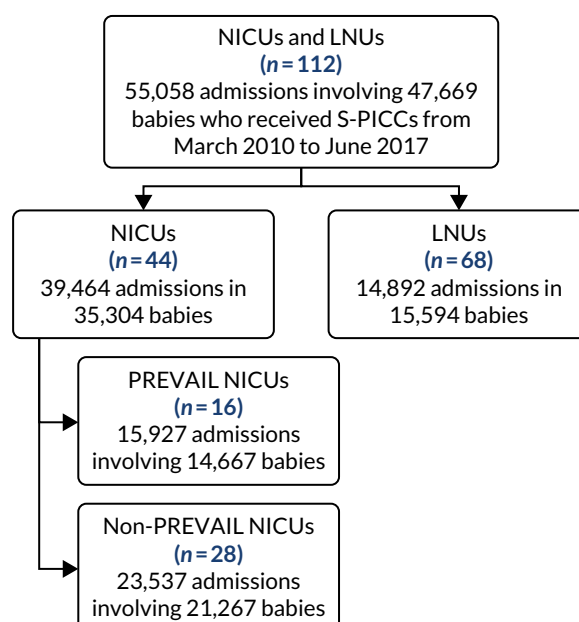 NICUs and LNUs
(n = 112)
55,058 admissions involving 47,669
babies who received S-PICCs from
March 2010 to June 2017
NICUs
(n = 44)
39,464 admissions in
35,304 babies
LNUs
(n = 68)
14,892 admissions in
15,594 babies
PREVAIL NICUs
(n = 16)
15,927 admissions
involving 14,667 babies
Non-PREVAIL NICUs
(n = 28)
23,537 admissions
involving 21,267 babies